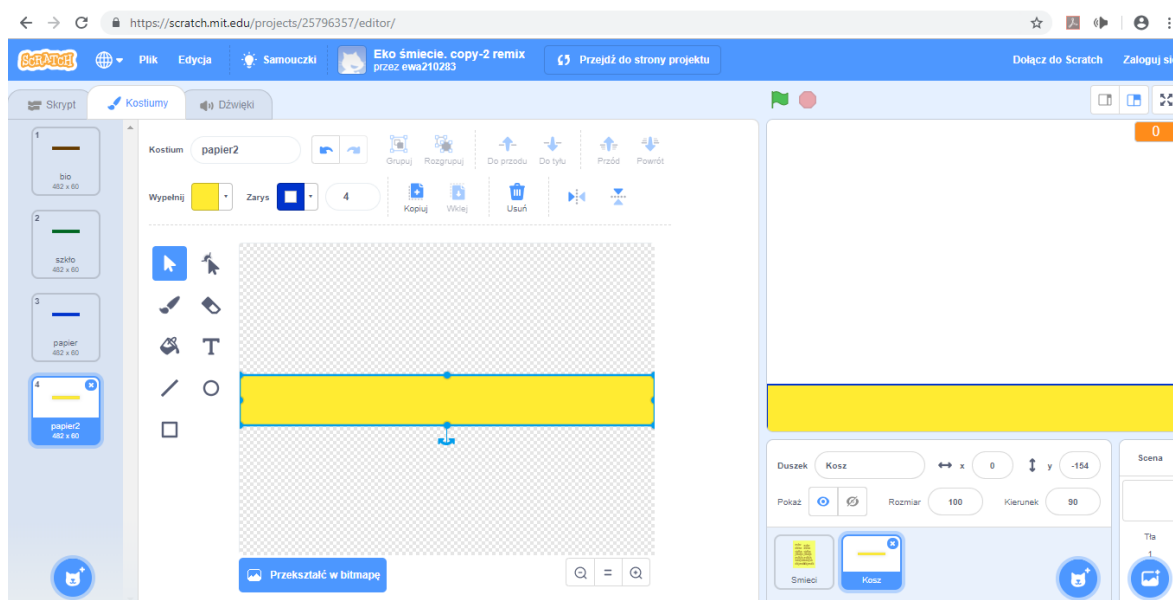 https://scratch.mit.edu/projects/25796357/editor/
SCRATCH
Plik Edycja Samouczki Eko śmiecie. copy-2 remix
przez ewa210283
Przejdź do strony projektu Dołącz do Scratch Zaloguj si
Skrypt Kostiumy Dźwięki
1
bio
482 x 60
2
szkło
482 x 60
3
papier
482 x 60
4
papier2
482 x 60
Kostium papier2
Grupuj Rozgrupuj Do przodu Do tyłu Przód Powrót
Wypełnij Zarys 4
Kopiuj Wklej Usuń
T
Przekształć w bitmapę
0
Duszek Kosz x 0 y -154
Pokaż Rozmiar 100 Kierunek 90
Smieci Kosz
Scena
Tła
1